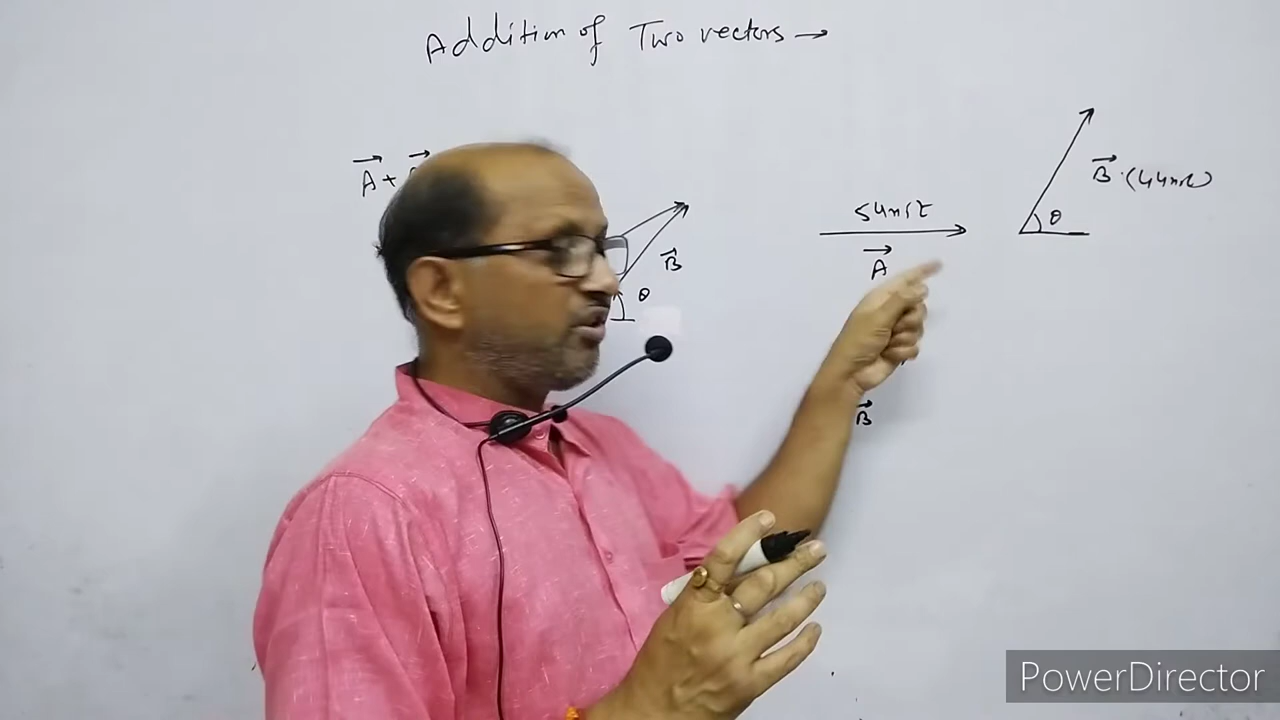 Addition of Two vectors →
A +
5 unit
A
B (4 unit)
θ
B
θ
B
PowerDirector